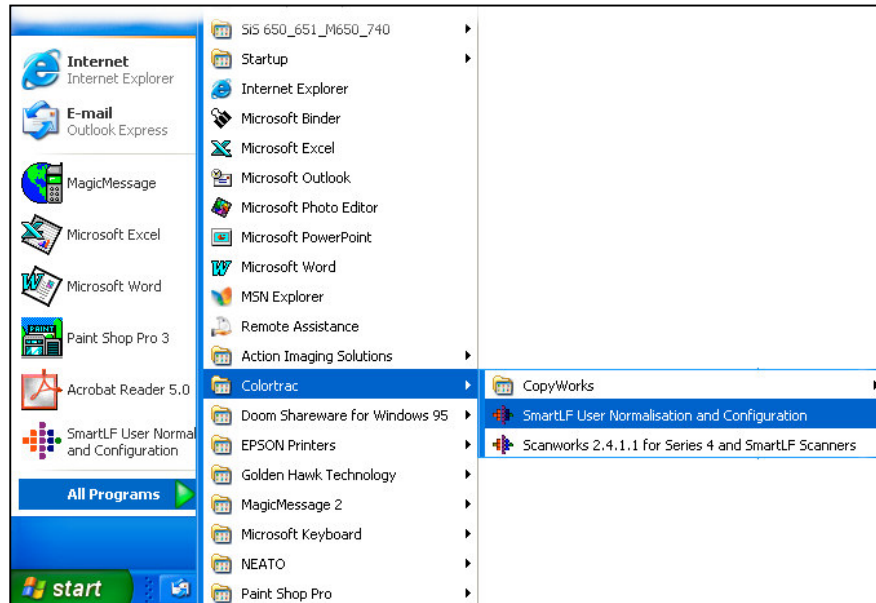 Internet
Internet Explorer
E-mail
Outlook Express
MagicMessage
Microsoft Excel
Microsoft Word
PAINT
Paint Shop Pro 3
Acrobat Reader 5.0
SmartLF User Normal
and Configuration
All Programs
start
SiS 650_651_M650_740
Startup
Internet Explorer
Microsoft Binder
Microsoft Excel
Microsoft Outlook
Microsoft Photo Editor
Microsoft PowerPoint
Microsoft Word
MSN Explorer
Remote Assistance
Action Imaging Solutions
Colortrac
Doom Shareware for Windows 95
EPSON Printers
Golden Hawk Technology
MagicMessage 2
Microsoft Keyboard
NEATO
Paint Shop Pro
CopyWorks
SmartLF User Normalisation and Configuration
Scanworks 2.4.1.1 for Series 4 and SmartLF Scanners